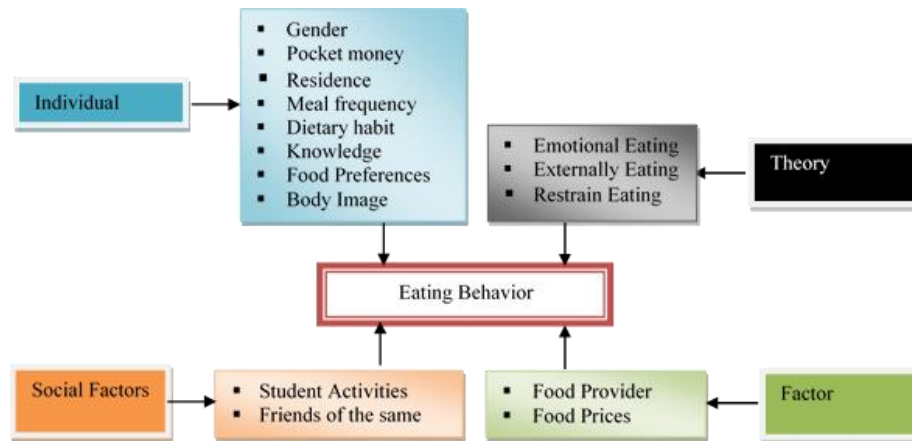 Individual
Gender
Pocket money
Residence
Meal frequency
Dietary habit
Knowledge
Food Preferences
Body Image
Emotional Eating
Externally Eating
Restrain Eating
Theory
Eating Behavior
Social Factors
Student Activities
Friends of the same
Food Provider
Food Prices
Factor